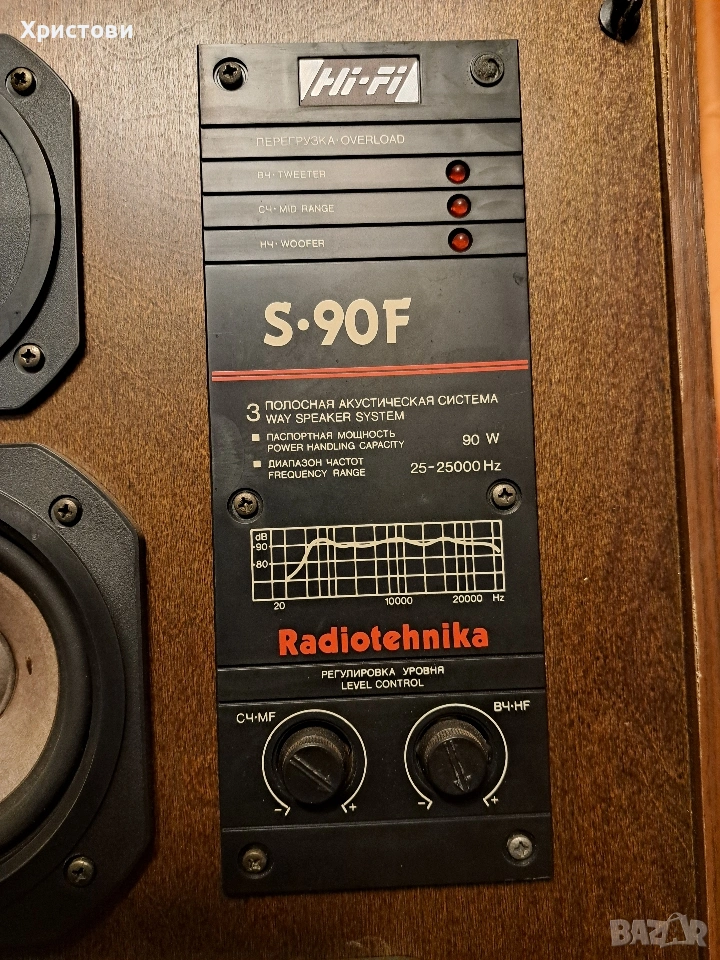 Христови
Hi-Fi
ПЕРЕГРУЗКА·OVERLOAD
ВЧ·TWEETER
СЧ·MID RANGE
НЧ·WOOFER
S·90F
3 ПОЛОСНАЯ АКУСТИЧЕСКАЯ СИСТЕМА
WAY SPEAKER SYSTEM
ПАСПОРТНАЯ МОЩНОСТЬ
POWER HANDLING CAPACITY 90 W
ДИАПАЗОН ЧАСТОТ
FREQUENCY RANGE 25-25000 Hz
dB
90
80
20 10000 20000 Hz
Radiotehnika
РЕГУЛИРОВКА УРОВНЯ
LEVEL CONTROL
СЧ·MF ВЧ·HF
- + - +
BAZAR